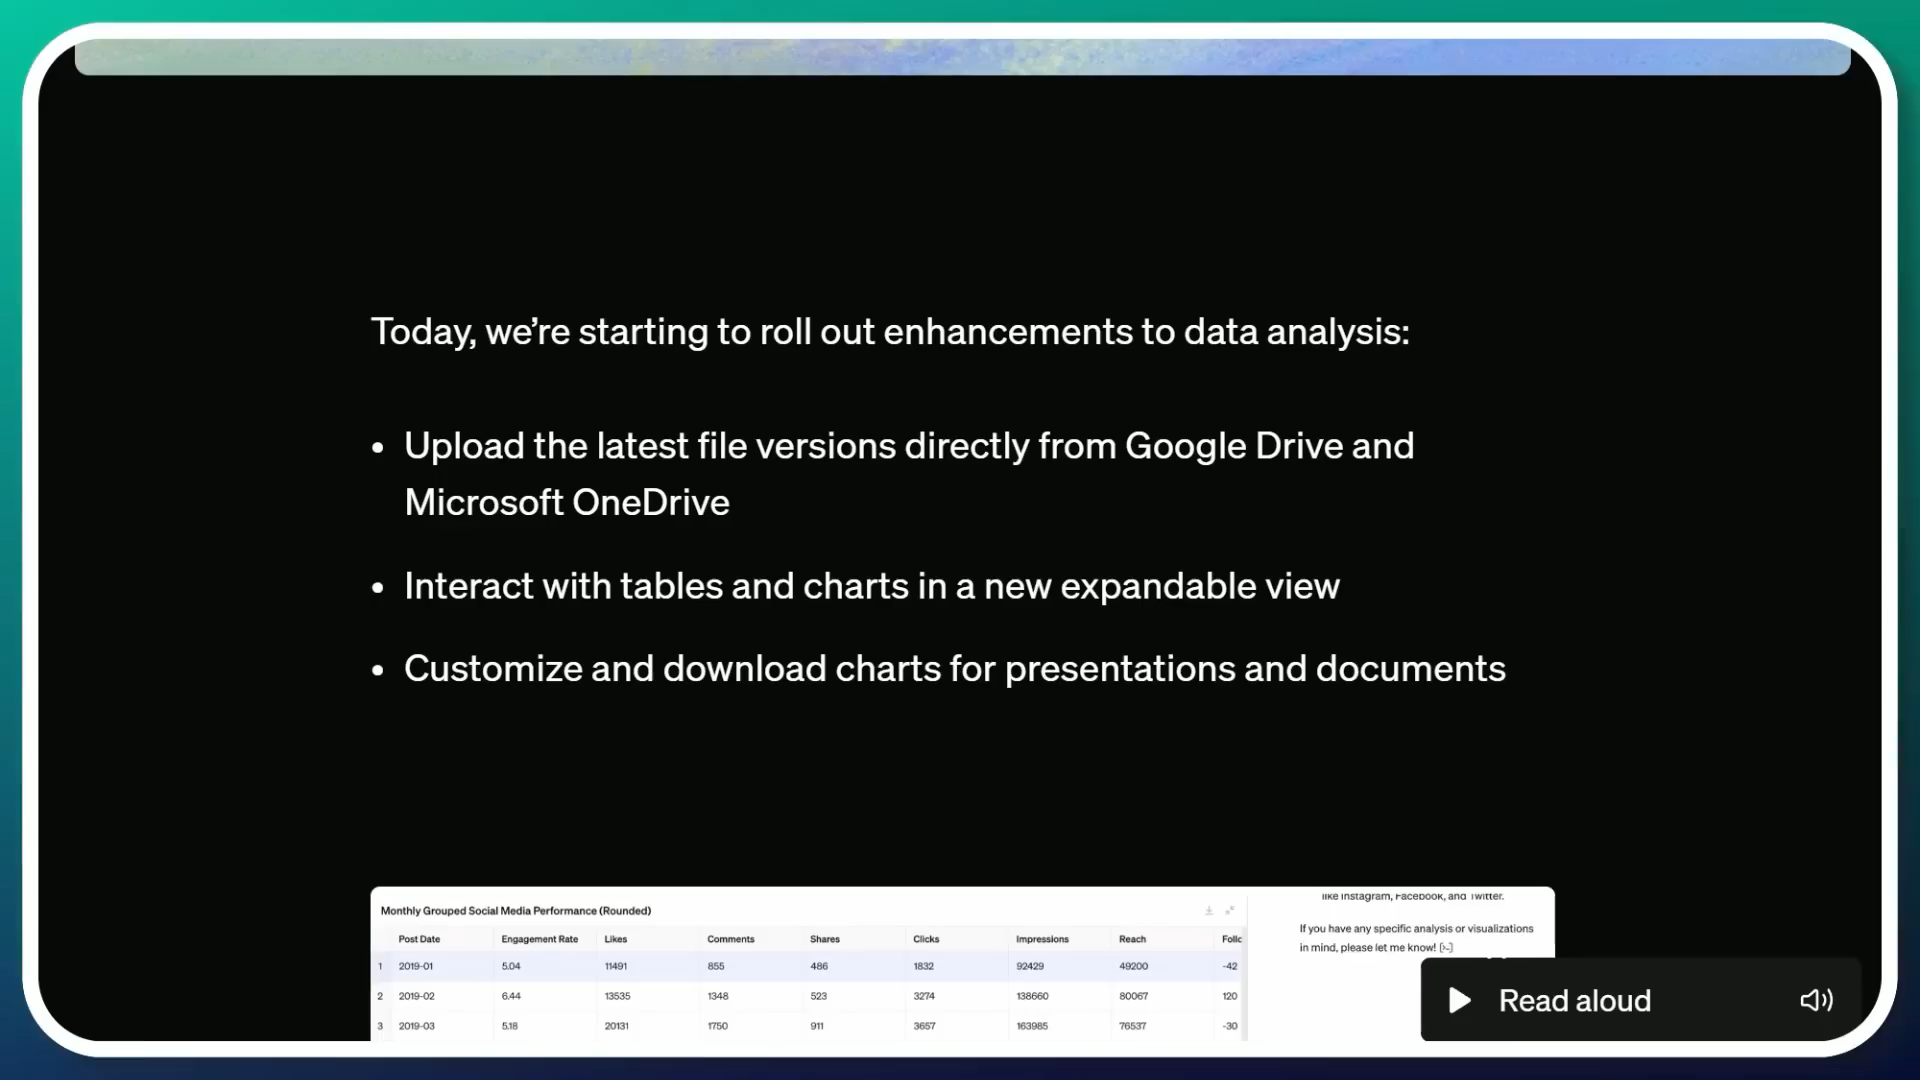 Today, we’re starting to roll out enhancements to data analysis:
• Upload the latest file versions directly from Google Drive and
Microsoft OneDrive
• Interact with tables and charts in a new expandable view
• Customize and download charts for presentations and documents
Monthly Grouped Social Media Performance (Rounded)
Post Date Engagement Rate Likes Comments Shares Clicks Impressions Reach Follo
1 2019-01 5.04 11491 855 486 1832 92429 49200 -42
2 2019-02 6.44 13535 1348 523 3274 138660 80067 120
3 2019-03 5.18 20131 1750 911 3657 163985 76537 -30
like Instagram, Facebook, and Twitter.
If you have any specific analysis or visualizations
in mind, please let me know! [>-]
Read aloud